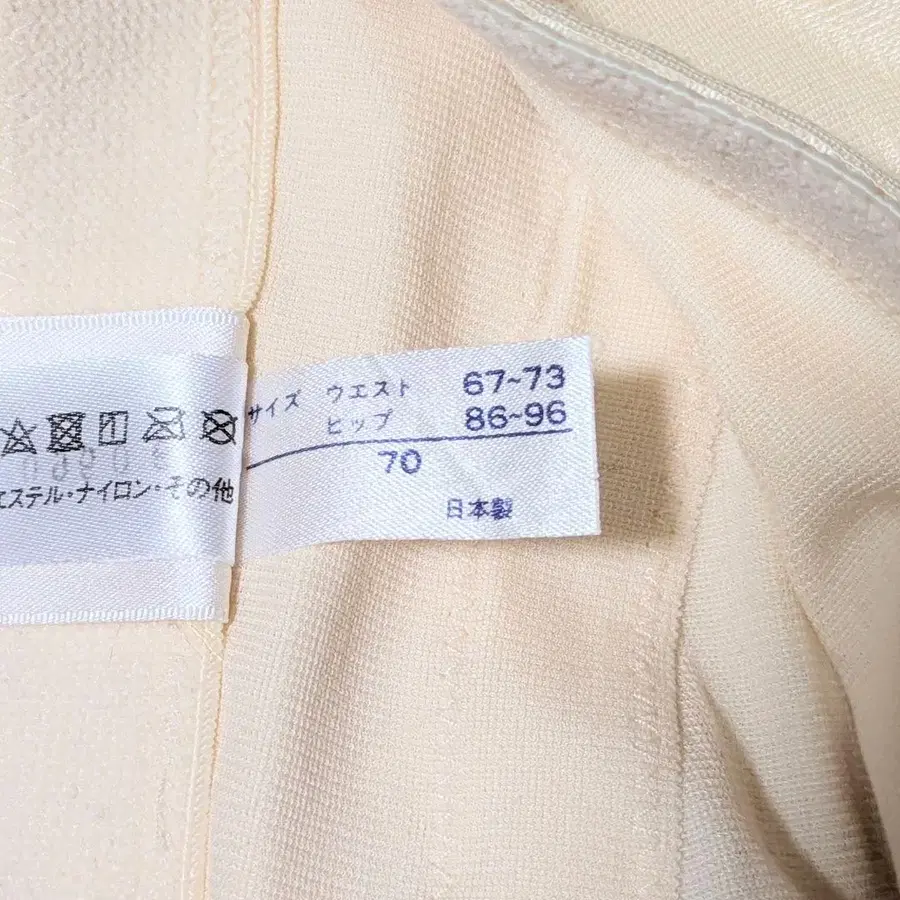 サイズ ウエスト 67~73
ヒップ 86~96
70
日本製
エステル・ナイロン・その他